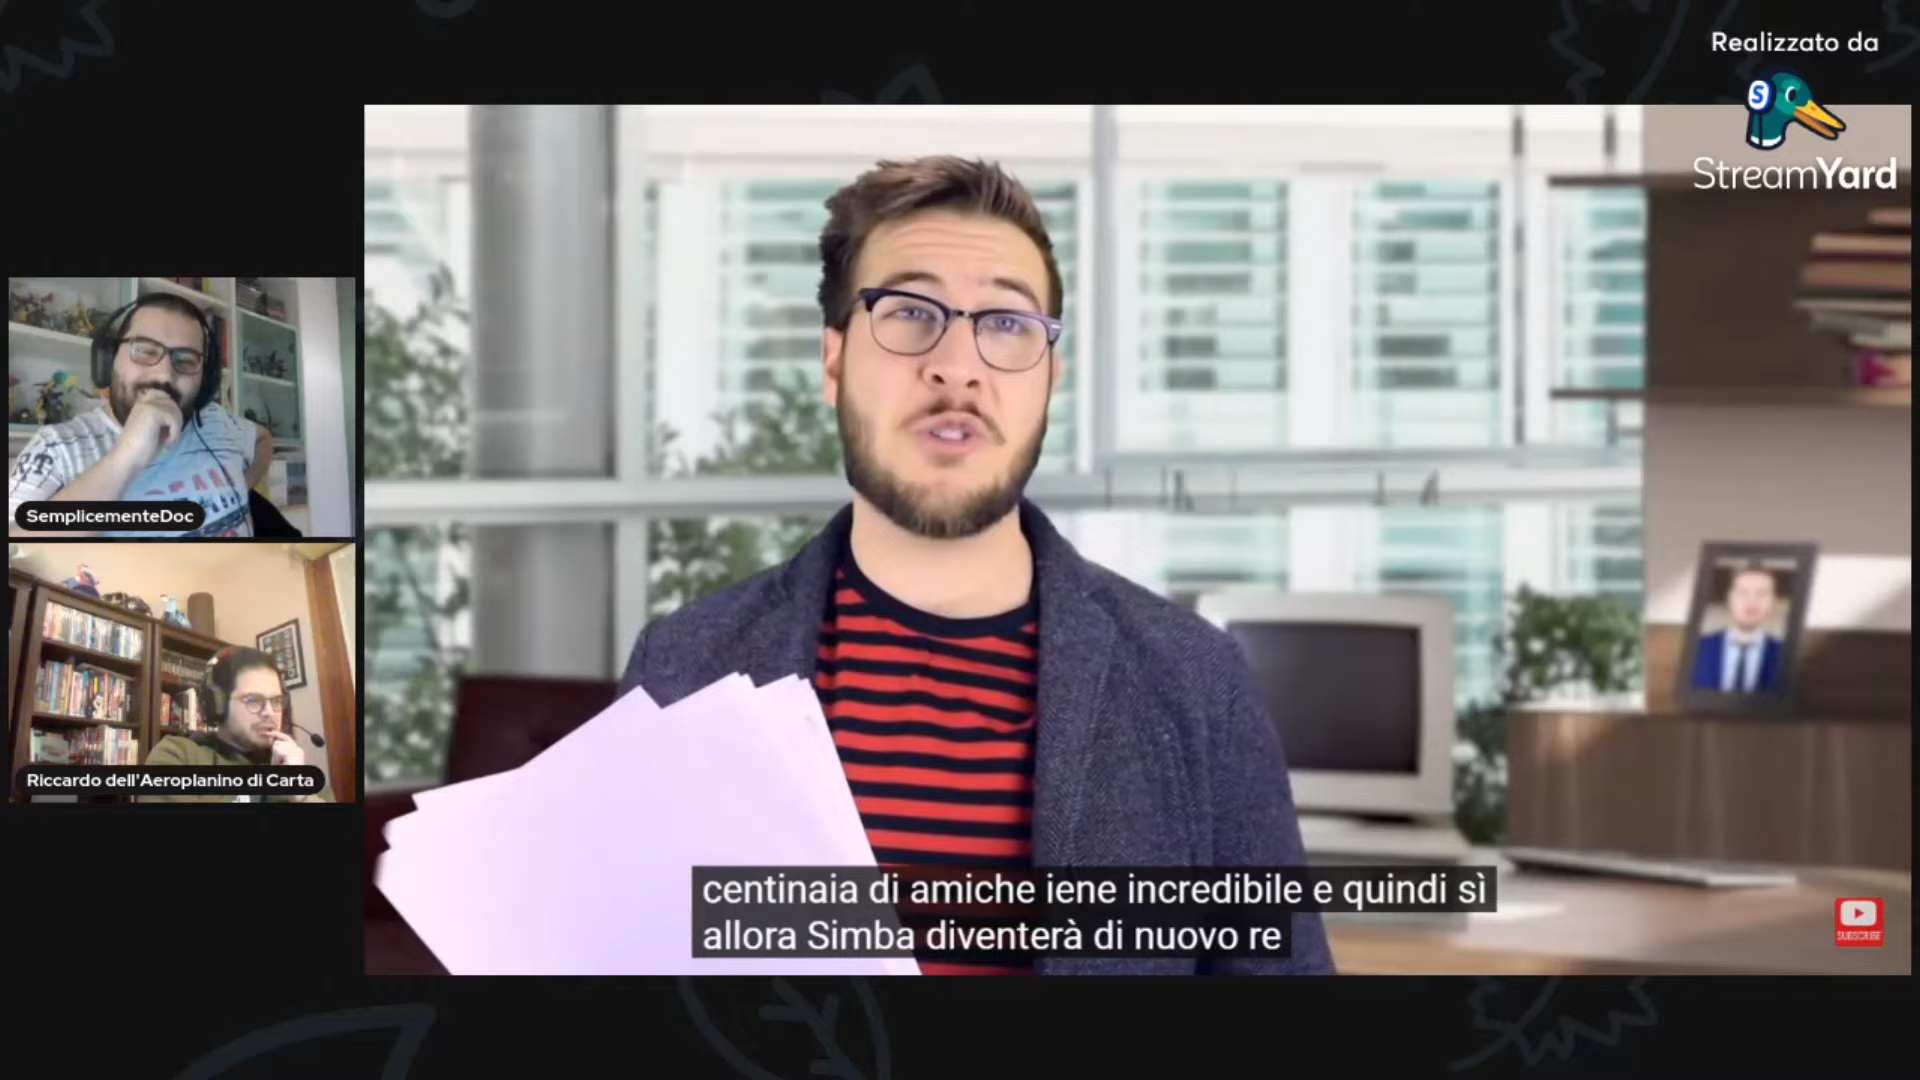 Realizzato da
StreamYard
SemplicementeDoc
Riccardo dell'Aeroplanino di Carta
centinaia di amiche iene incredibile e quindi sì
allora Simba diventerà di nuovo re
SUBSCRIBE